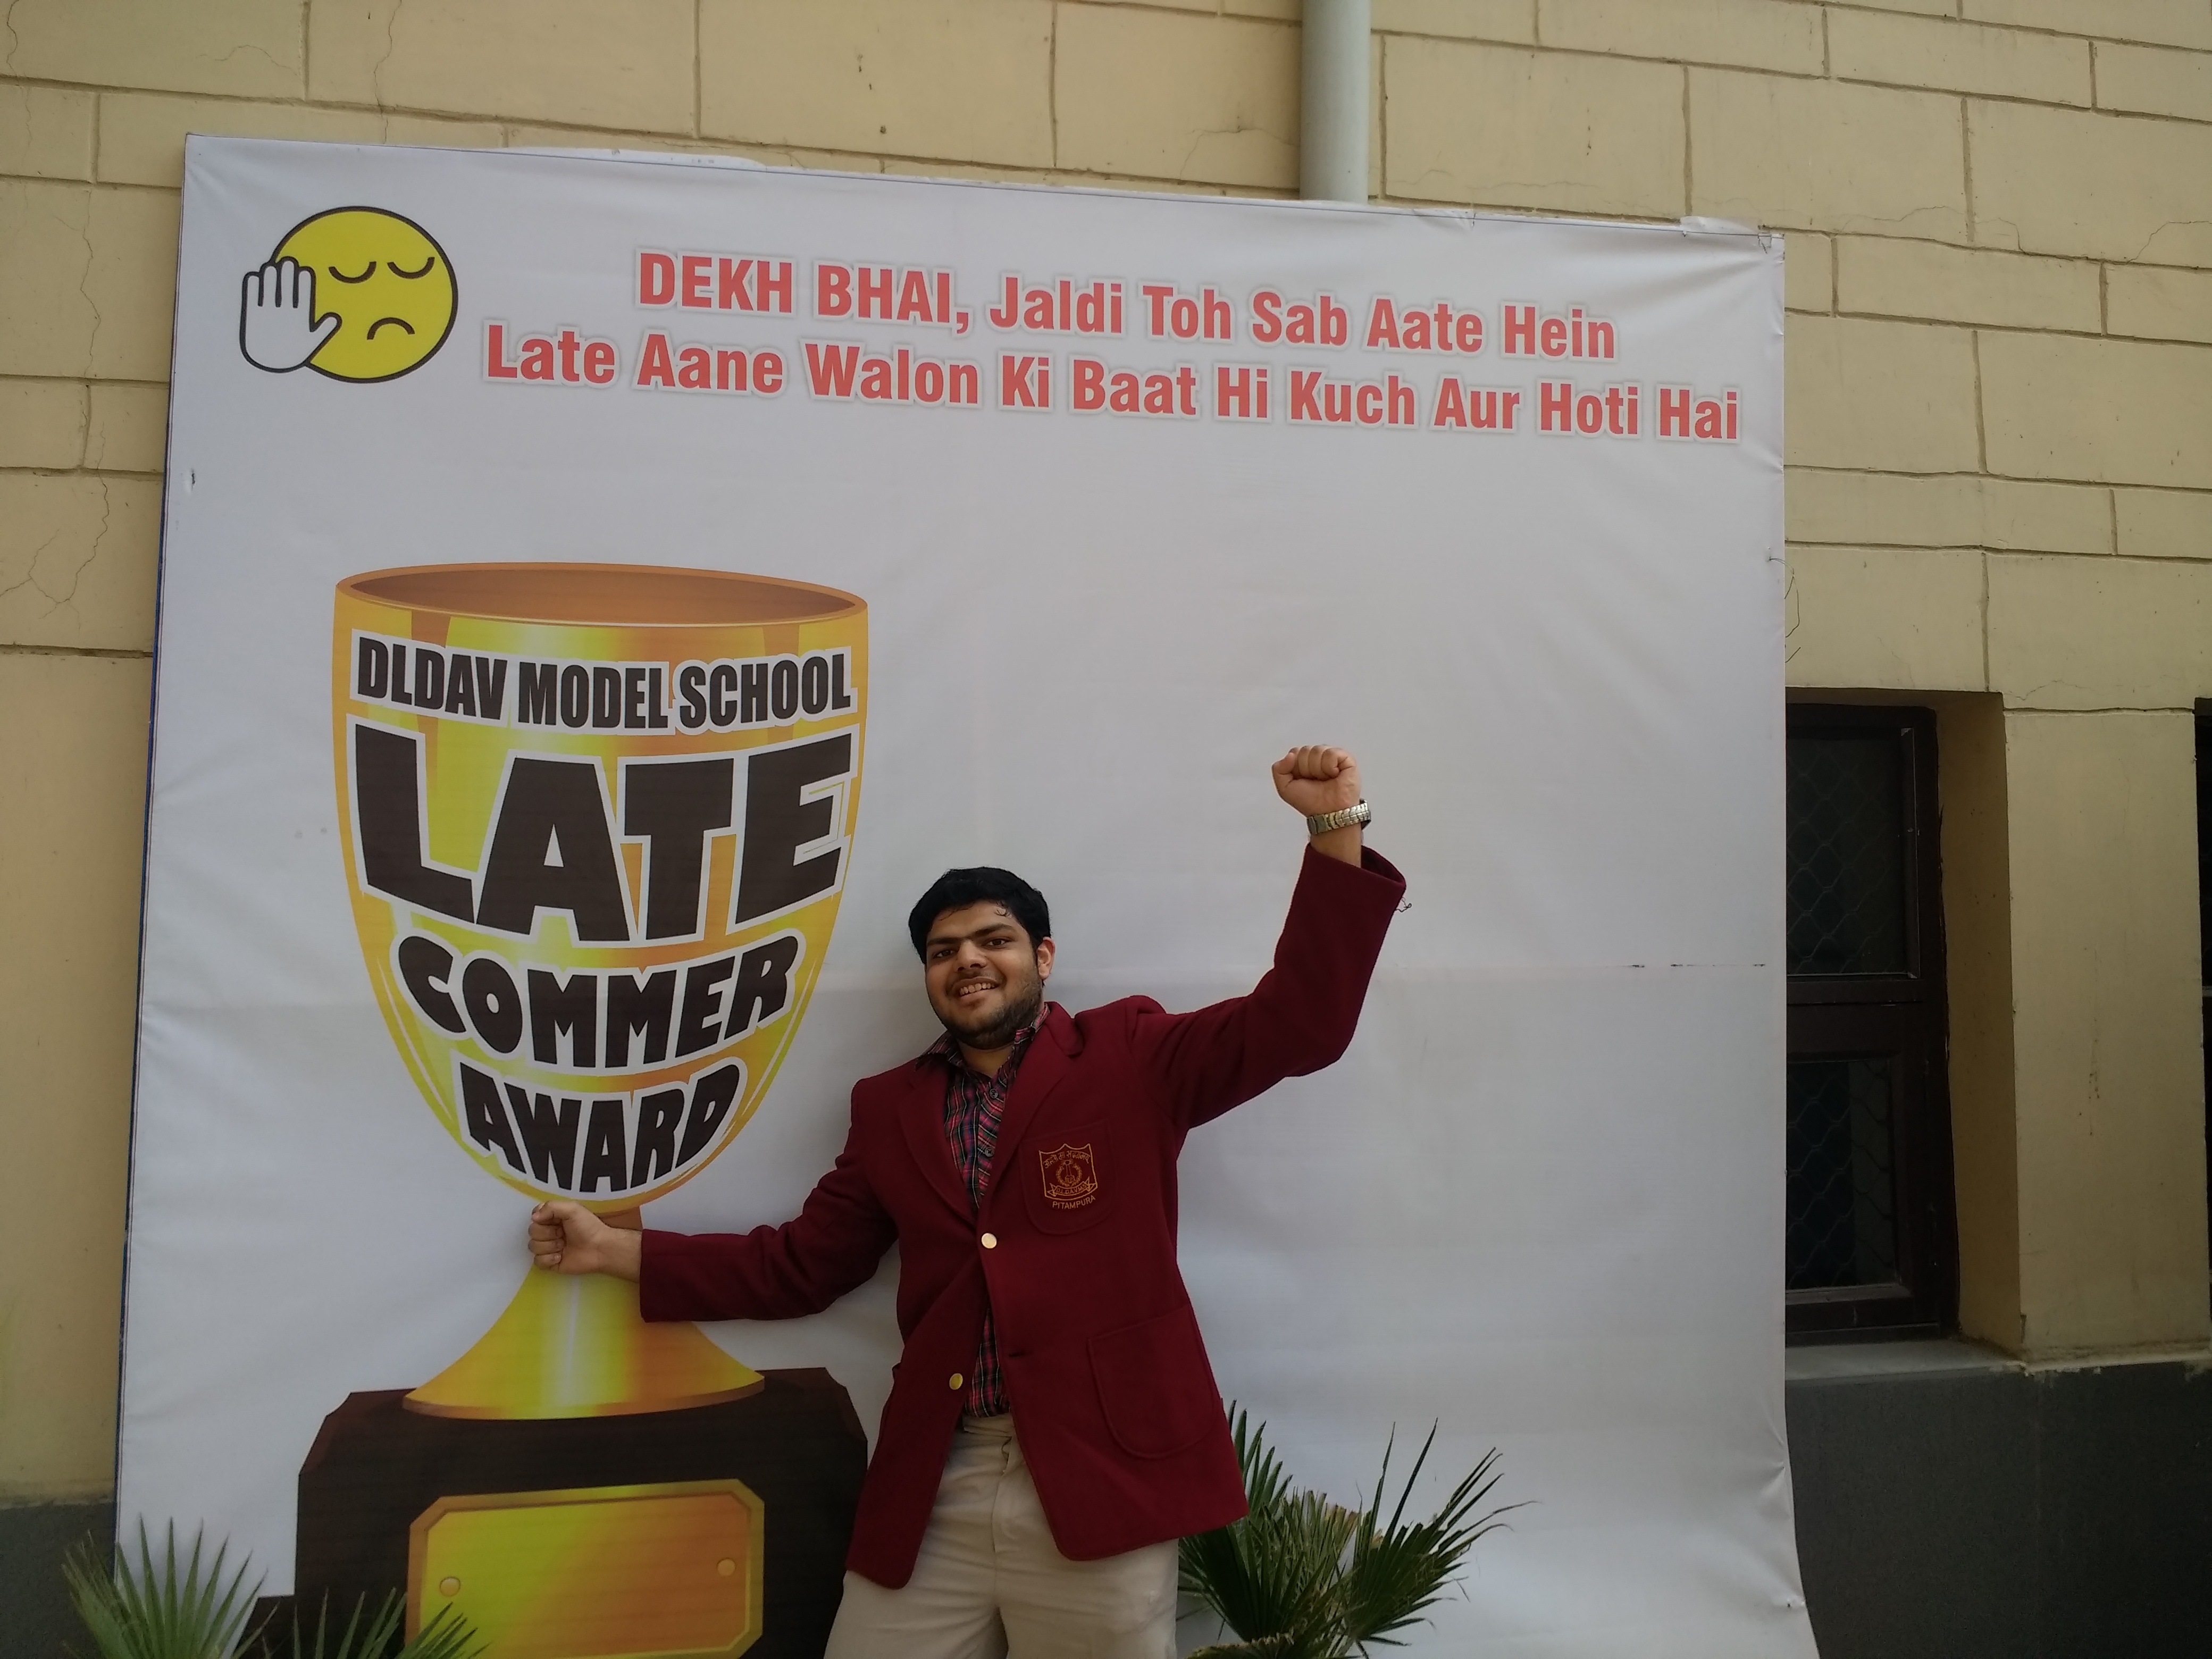 DEKH BHAI, Jaldi Toh Sab Aate Hein
Late Aane Walon Ki Baat Hi Kuch Aur Hoti Hai
DLDAV MODEL SCHOOL
LATE
COMMER
AWARD
PITAMPURA